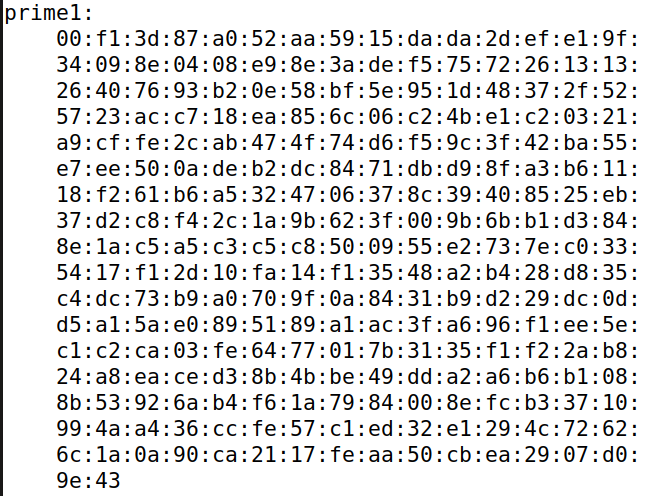 prime1:
00:f1:3d:87:a0:52:aa:59:15:da:da:2d:ef:e1:9f:
34:09:8e:04:08:e9:8e:3a:de:f5:75:72:26:13:13:
26:40:76:93:b2:0e:58:bf:5e:95:1d:48:37:2f:52:
57:23:ac:c7:18:ea:85:6c:06:c2:4b:e1:c2:03:21:
a9:cf:fe:2c:ab:47:4f:74:d6:f5:9c:3f:42:ba:55:
e7:ee:50:0a:de:b2:dc:84:71:db:d9:8f:a3:b6:11:
18:f2:61:b6:a5:32:47:06:37:8c:39:40:85:25:eb:
37:d2:c8:f4:2c:1a:9b:62:3f:00:9b:6b:b1:d3:84:
8e:1a:c5:a5:c3:c5:c8:50:09:55:e2:73:7e:c0:33:
54:17:f1:2d:10:fa:14:f1:35:48:a2:b4:28:d8:35:
c4:dc:73:b9:a0:70:9f:0a:84:31:b9:d2:29:dc:0d:
d5:a1:5a:e0:89:51:89:a1:ac:3f:a6:96:f1:ee:5e:
c1:c2:ca:03:fe:64:77:01:7b:31:35:f1:f2:2a:b8:
24:a8:ea:ce:d3:8b:4b:be:49:dd:a2:a6:b6:b1:08:
8b:53:92:6a:b4:f6:1a:79:84:00:8e:fc:b3:37:10:
99:4a:a4:36:cc:fe:57:c1:ed:32:e1:29:4c:72:62:
6c:1a:0a:90:ca:21:17:fe:aa:50:cb:ea:29:07:d0:
9e:43